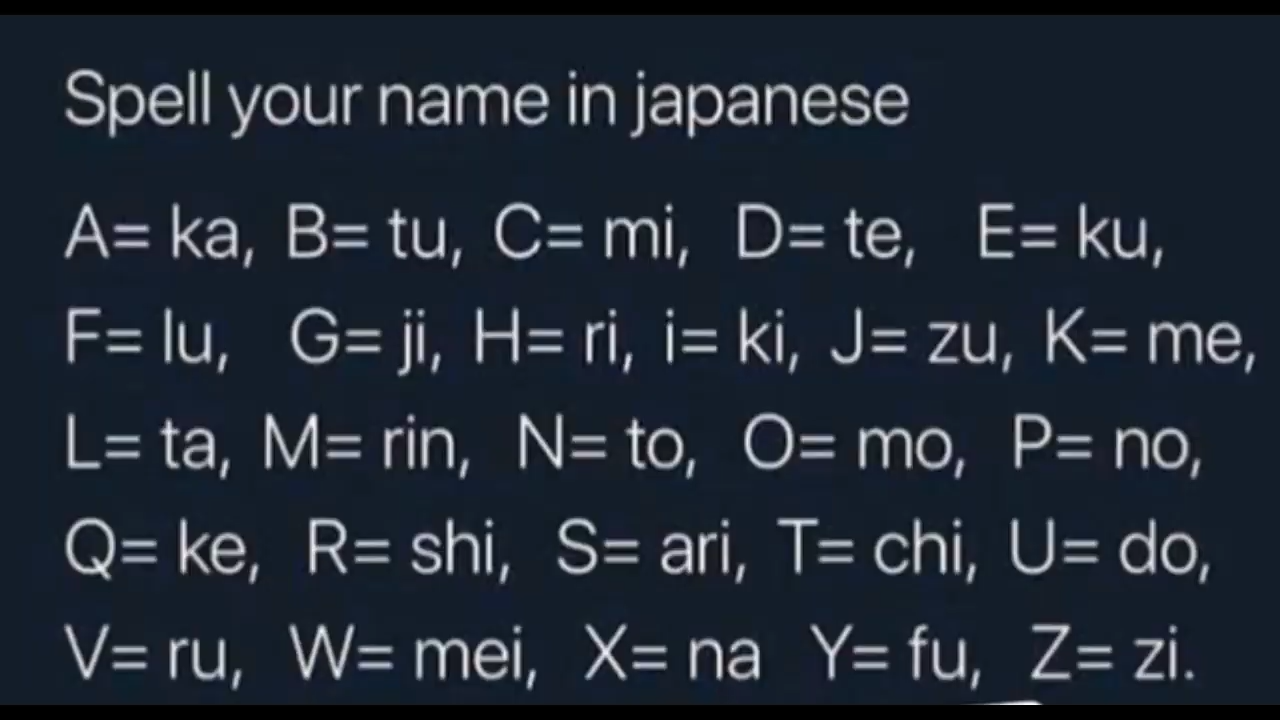 Spell your name in japanese
A= ka, B= tu, C= mi, D= te, E= ku,
F= lu, G= ji, H= ri, i= ki, J= zu, K= me,
L= ta, M= rin, N= to, O= mo, P= no,
Q= ke, R= shi, S= ari, T= chi, U= do,
V= ru, W= mei, X= na Y= fu, Z= zi.